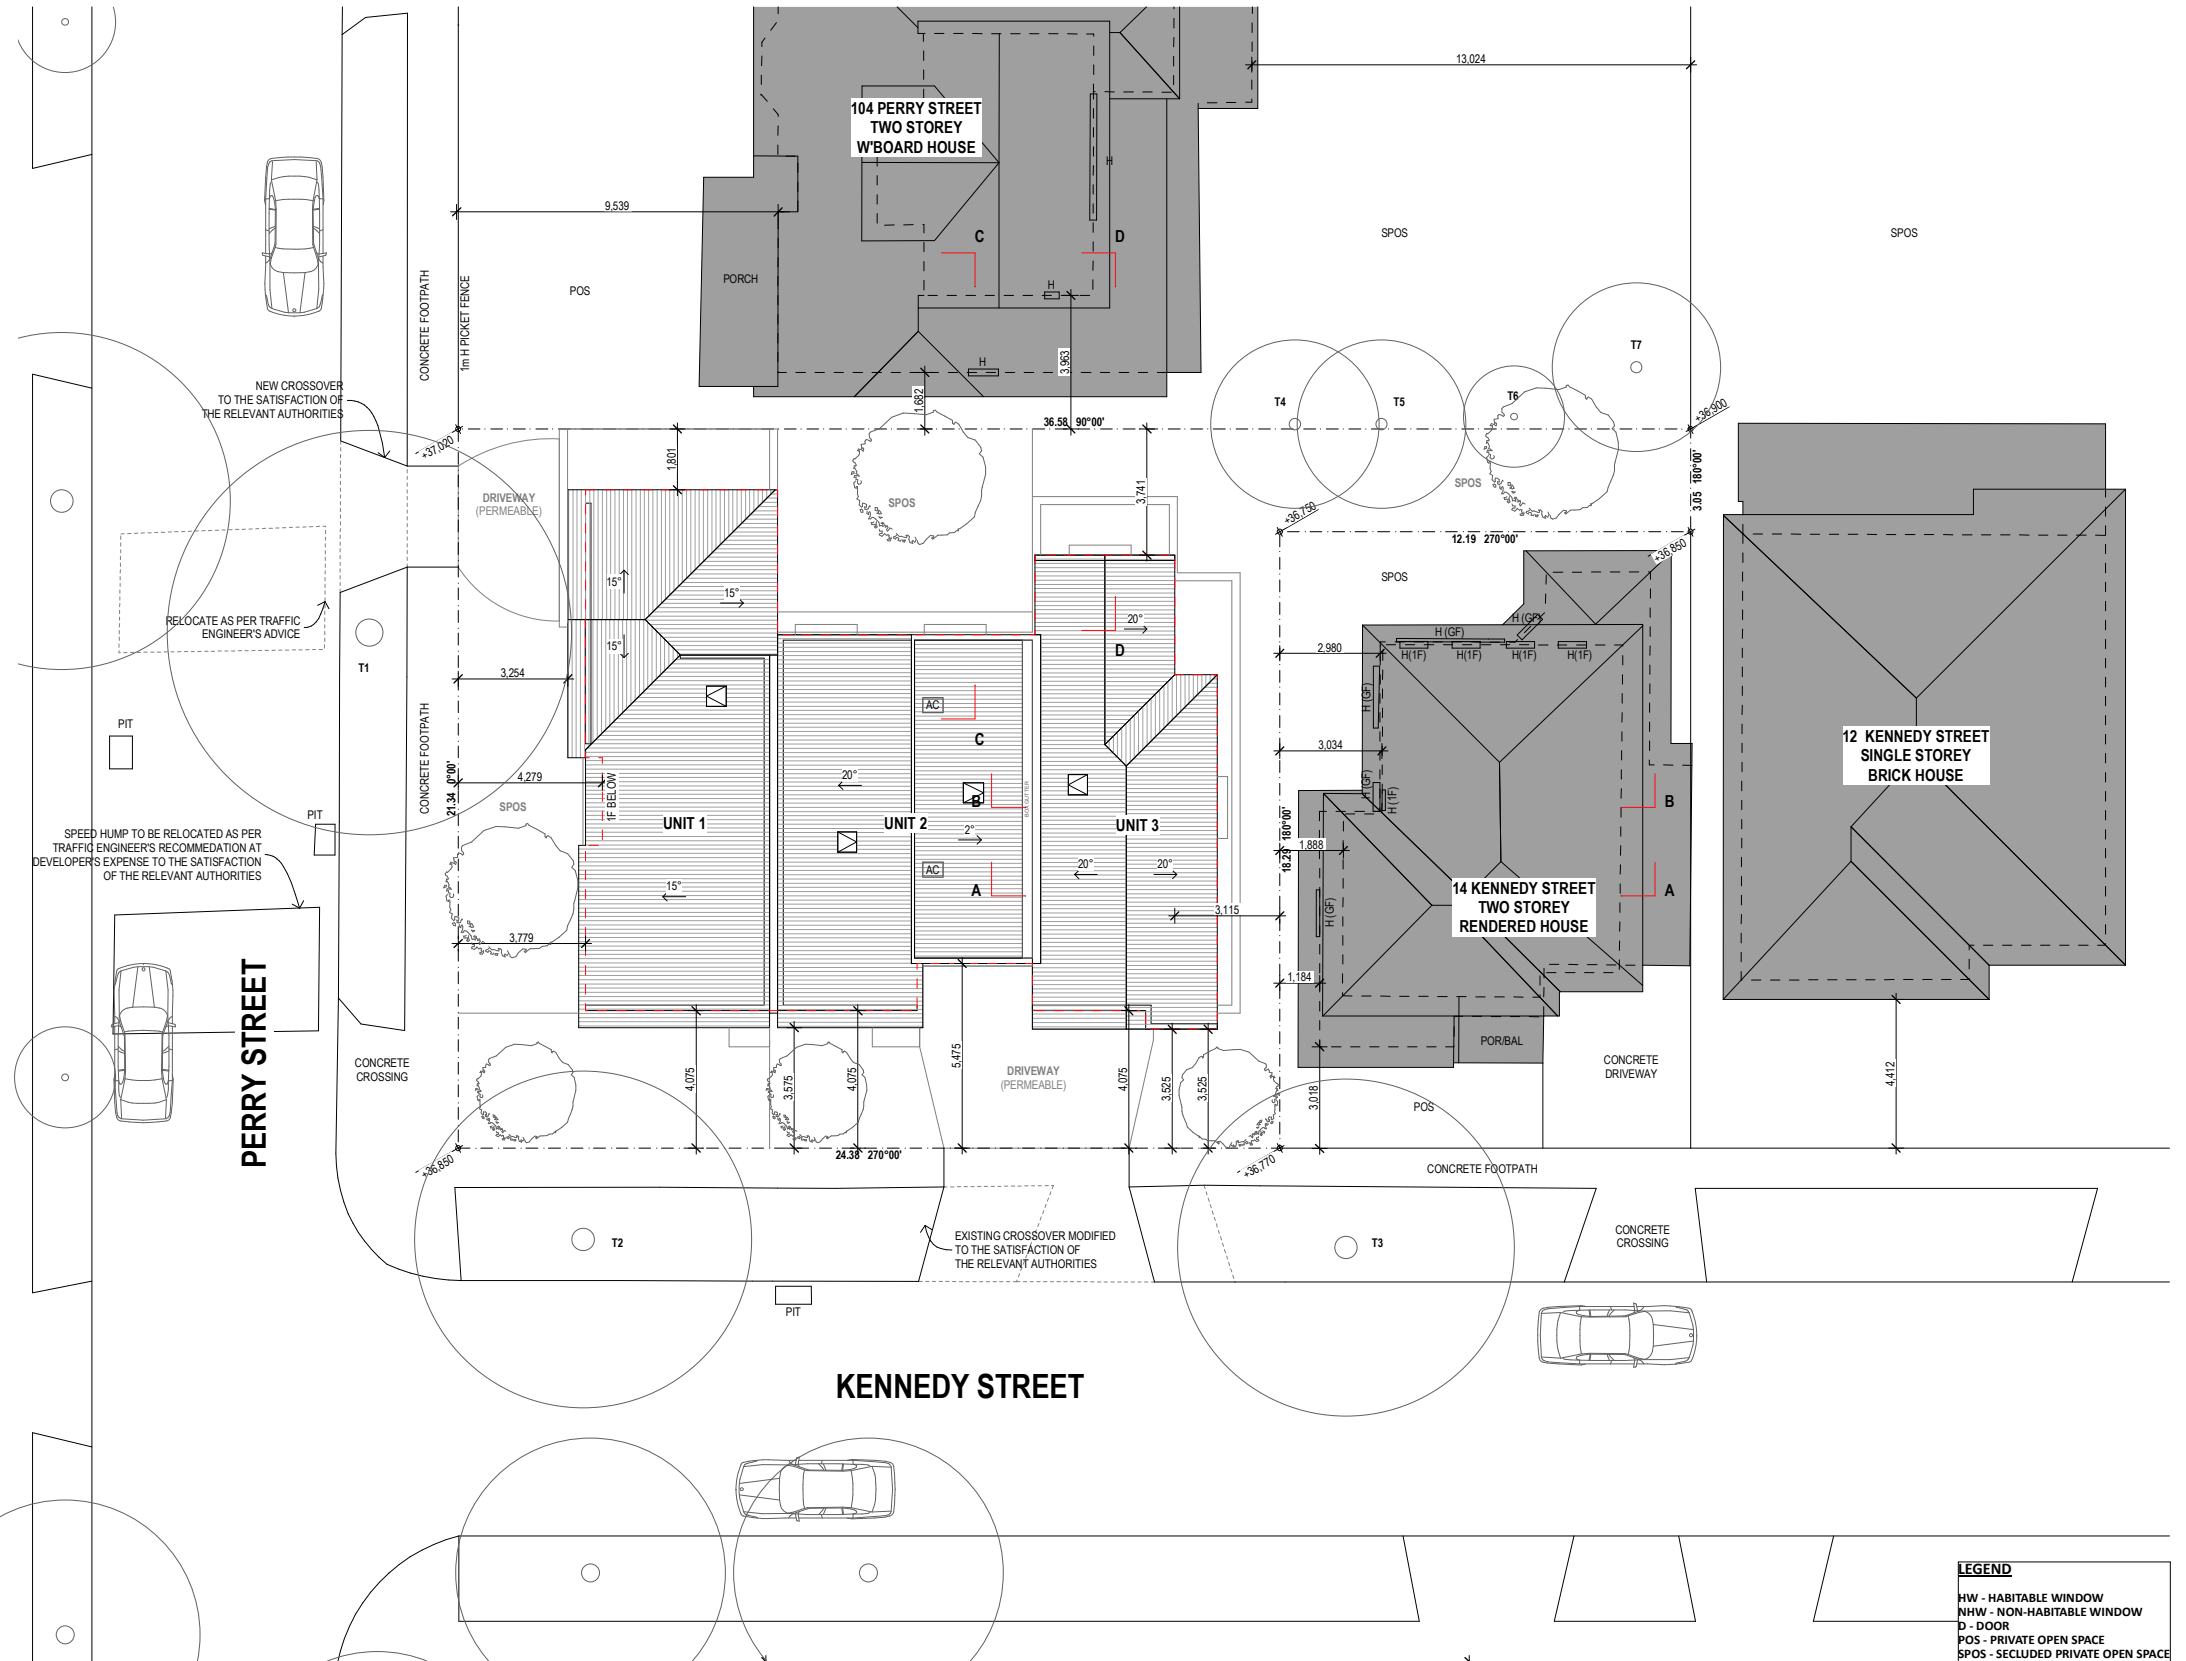 13,024
104 PERRY STREET
TWO STOREY
W'BOARD HOUSE
H
9,539
C
D
SPOS
SPOS
CONCRETE FOOTPATH
1m H PICKET FENCE
POS
PORCH
H
H
3,963
1,682
T7
NEW CROSSOVER
TO THE SATISFACTION OF
THE RELEVANT AUTHORITIES
T4
T5
T6
+36,900
+37,020
36.58 90°00'
1,801
3,741
3.05 180°00'
DRIVEWAY
(PERMEABLE)
SPOS
SPOS
+36,750
12.19 270°00'
+36,850
15°
15°
SPOS
RELOCATE AS PER TRAFFIC
ENGINEER'S ADVICE
20°
H (GF)
H (GF)
15°
D
2,980
H(1F)
H(1F)
H(1F)
H(1F)
T1
3,254
H (GF)
AC
PIT
CONCRETE FOOTPATH
C
3,034
12 KENNEDY STREET
SINGLE STOREY
BRICK HOUSE
21.34 0°00'
4,279
1F BELOW
20°
H (GF)
H (1F)
BOX GUTTER
B
B
SPOS
PIT
UNIT 1
UNIT 2
2°
UNIT 3
18.29 180°00'
1,888
SPEED HUMP TO BE RELOCATED AS PER
TRAFFIC ENGINEER'S RECOMMEDATION AT
DEVELOPER'S EXPENSE TO THE SATISFACTION
OF THE RELEVANT AUTHORITIES
15°
AC
20°
20°
A
A
14 KENNEDY STREET
TWO STOREY
RENDERED HOUSE
H (GF)
3,115
3,779
1,184
PERRY STREET
POR/BAL
CONCRETE
CROSSING
5,475
DRIVEWAY
(PERMEABLE)
CONCRETE
DRIVEWAY
4,075
3,575
4,075
4,075
3,525
3,525
3,018
4,412
POS
+36,850
24.38 270°00'
+36,770
CONCRETE FOOTPATH
T2
EXISTING CROSSOVER MODIFIED
TO THE SATISFACTION OF
THE RELEVANT AUTHORITIES
T3
CONCRETE
CROSSING
PIT
KENNEDY STREET
LEGEND
HW - HABITABLE WINDOW
NHW - NON-HABITABLE WINDOW
D - DOOR
POS - PRIVATE OPEN SPACE
SPOS - SECLUDED PRIVATE OPEN SPACE